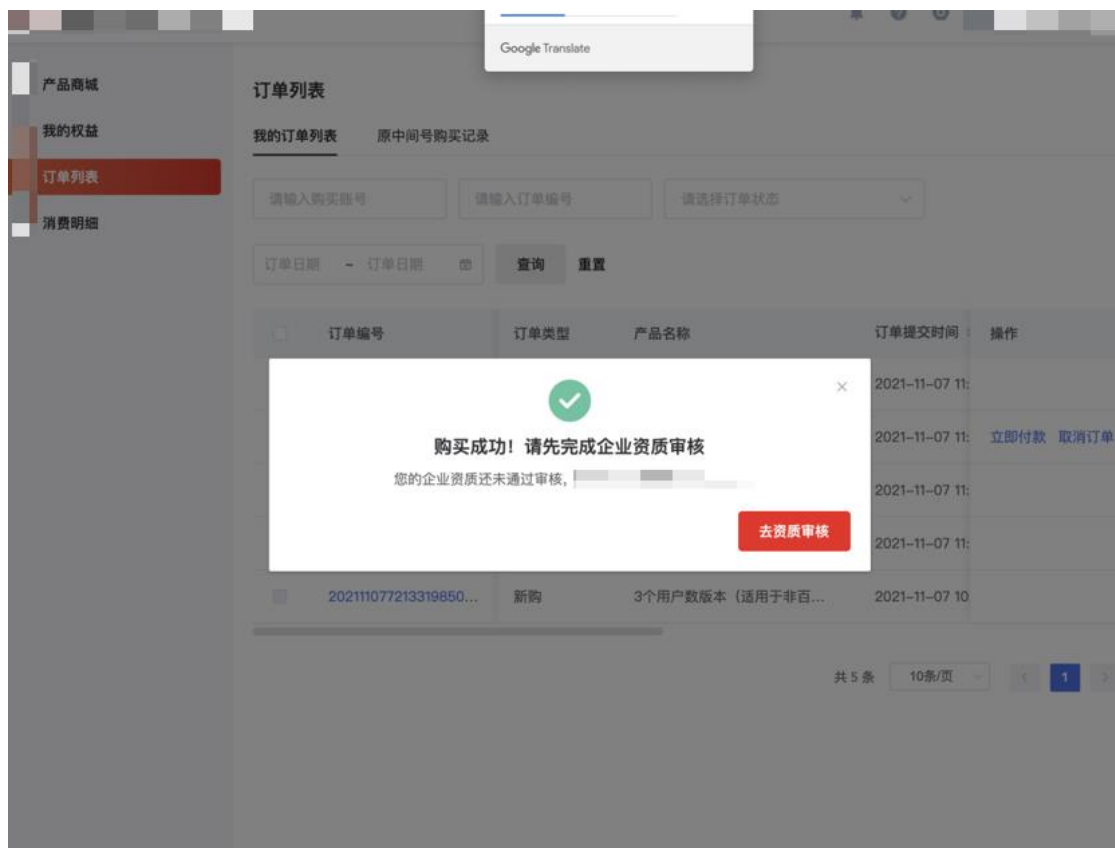 Google Translate
产品商城
我的权益
订单列表
消费明细
订单列表
我的订单列表 原中间号购买记录
请输入购买账号 请输入订单编号 请选择订单状态
订单日期 ~ 订单日期 查询 重置
订单编号 订单类型 产品名称 订单提交时间 操作
2021-11-07 11:
购买成功！请先完成企业资质审核
2021-11-07 11: 立即付款 取消订单
您的企业资质还未通过审核，
2021-11-07 11:
去资质审核
2021-11-07 11:
202111077213319850... 新购 3个用户数版本（适用于非百... 2021-11-07 10
共 5 条 10条/页 1